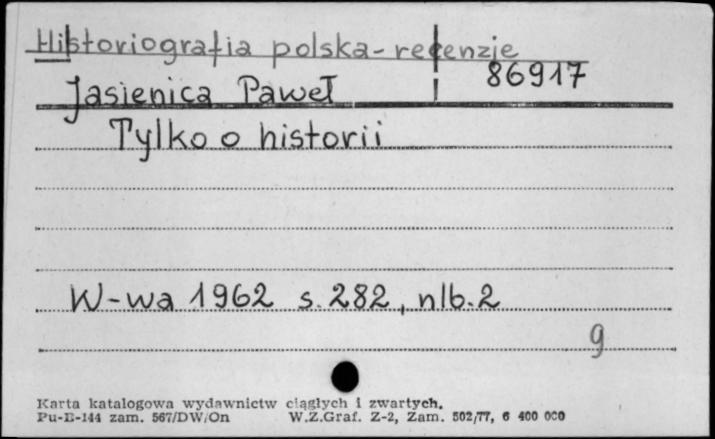 Historiografia polska - recenzje
86917
Jasienica Paweł
Tylko o historii
W-wa 1962 s. 282, nlb. 2
9
Karta katalogowa wydawnictw ciągłych i zwartych.
Pu-B-144 zam. 567/DW/On W.Z.Graf. Z-2, Zam. 502/77, 6 400 000